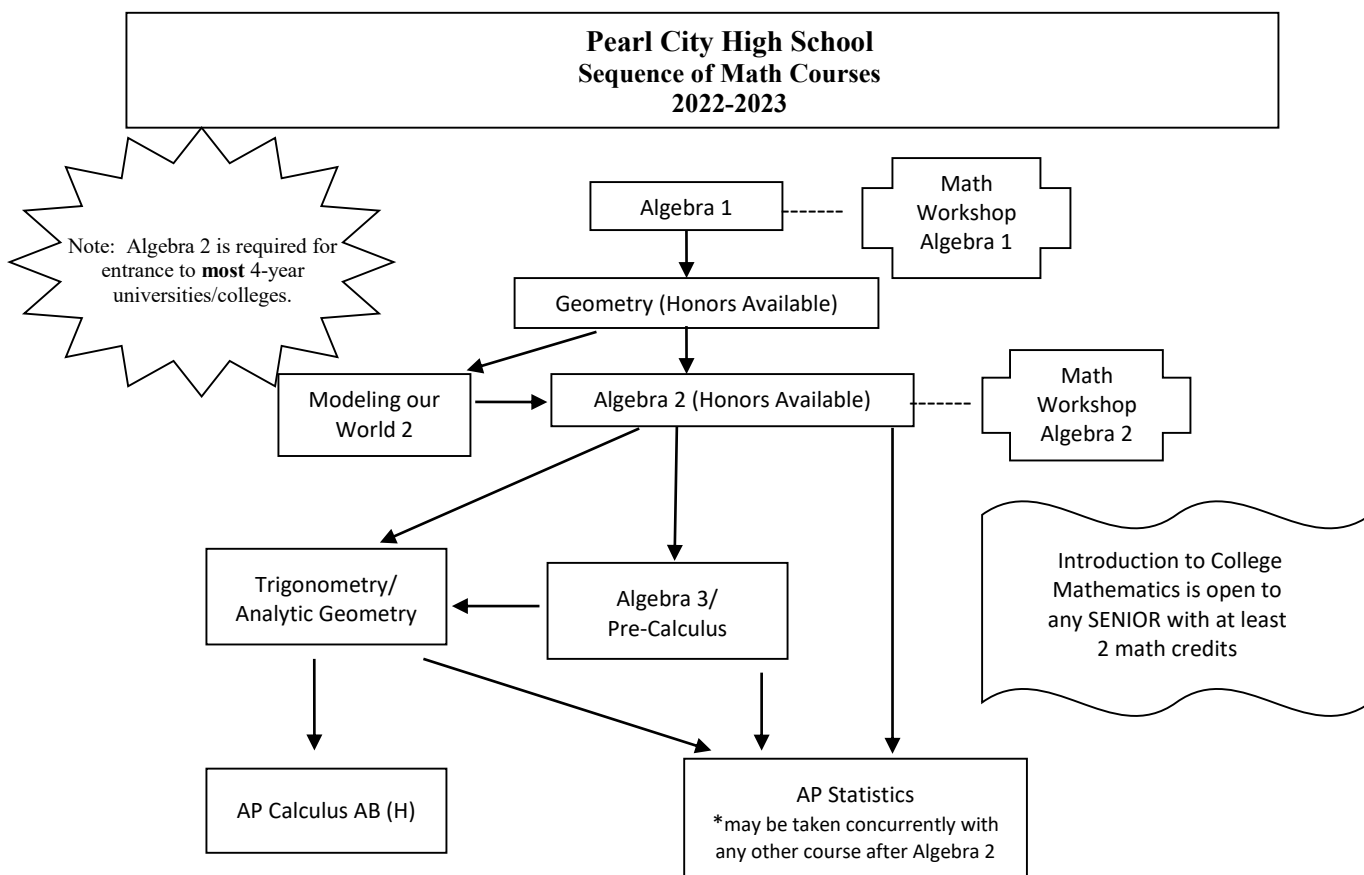 Pearl City High School
Sequence of Math Courses
2022-2023
Note: Algebra 2 is required for
entrance to most 4-year
universities/colleges.
Algebra 1
Math
Workshop
Algebra 1
Geometry (Honors Available)
Modeling our
World 2
Algebra 2 (Honors Available)
Math
Workshop
Algebra 2
Trigonometry/
Analytic Geometry
Algebra 3/
Pre-Calculus
Introduction to College
Mathematics is open to
any SENIOR with at least
2 math credits
AP Calculus AB (H)
AP Statistics
*may be taken concurrently with
any other course after Algebra 2